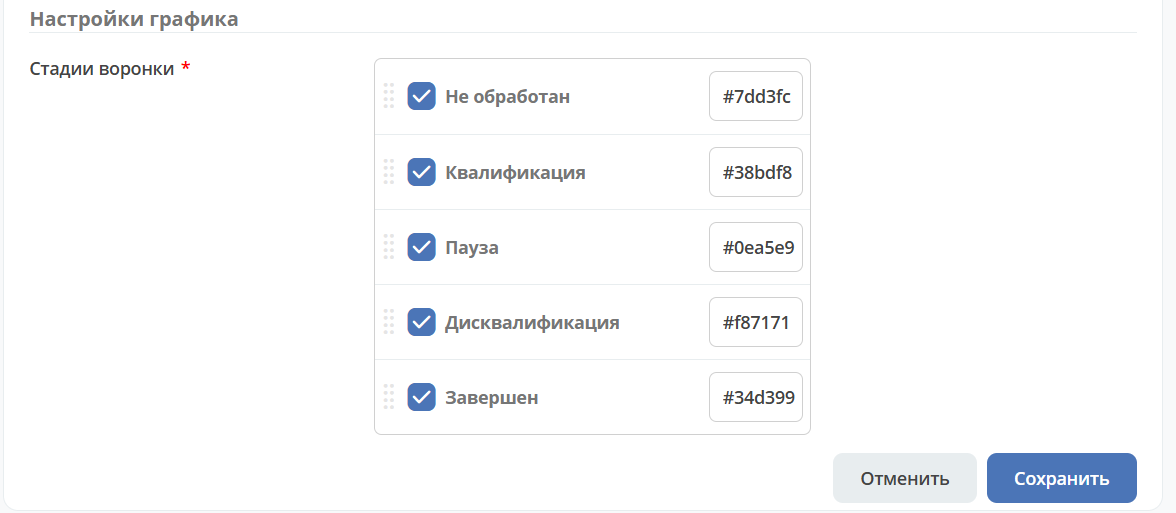 Настройки графика
Стадии воронки *
Не обработан #7dd3fc
Квалификация #38bdf8
Пауза #0ea5e9
Дисквалификация #f87171
Завершен #34d399
Отменить Сохранить